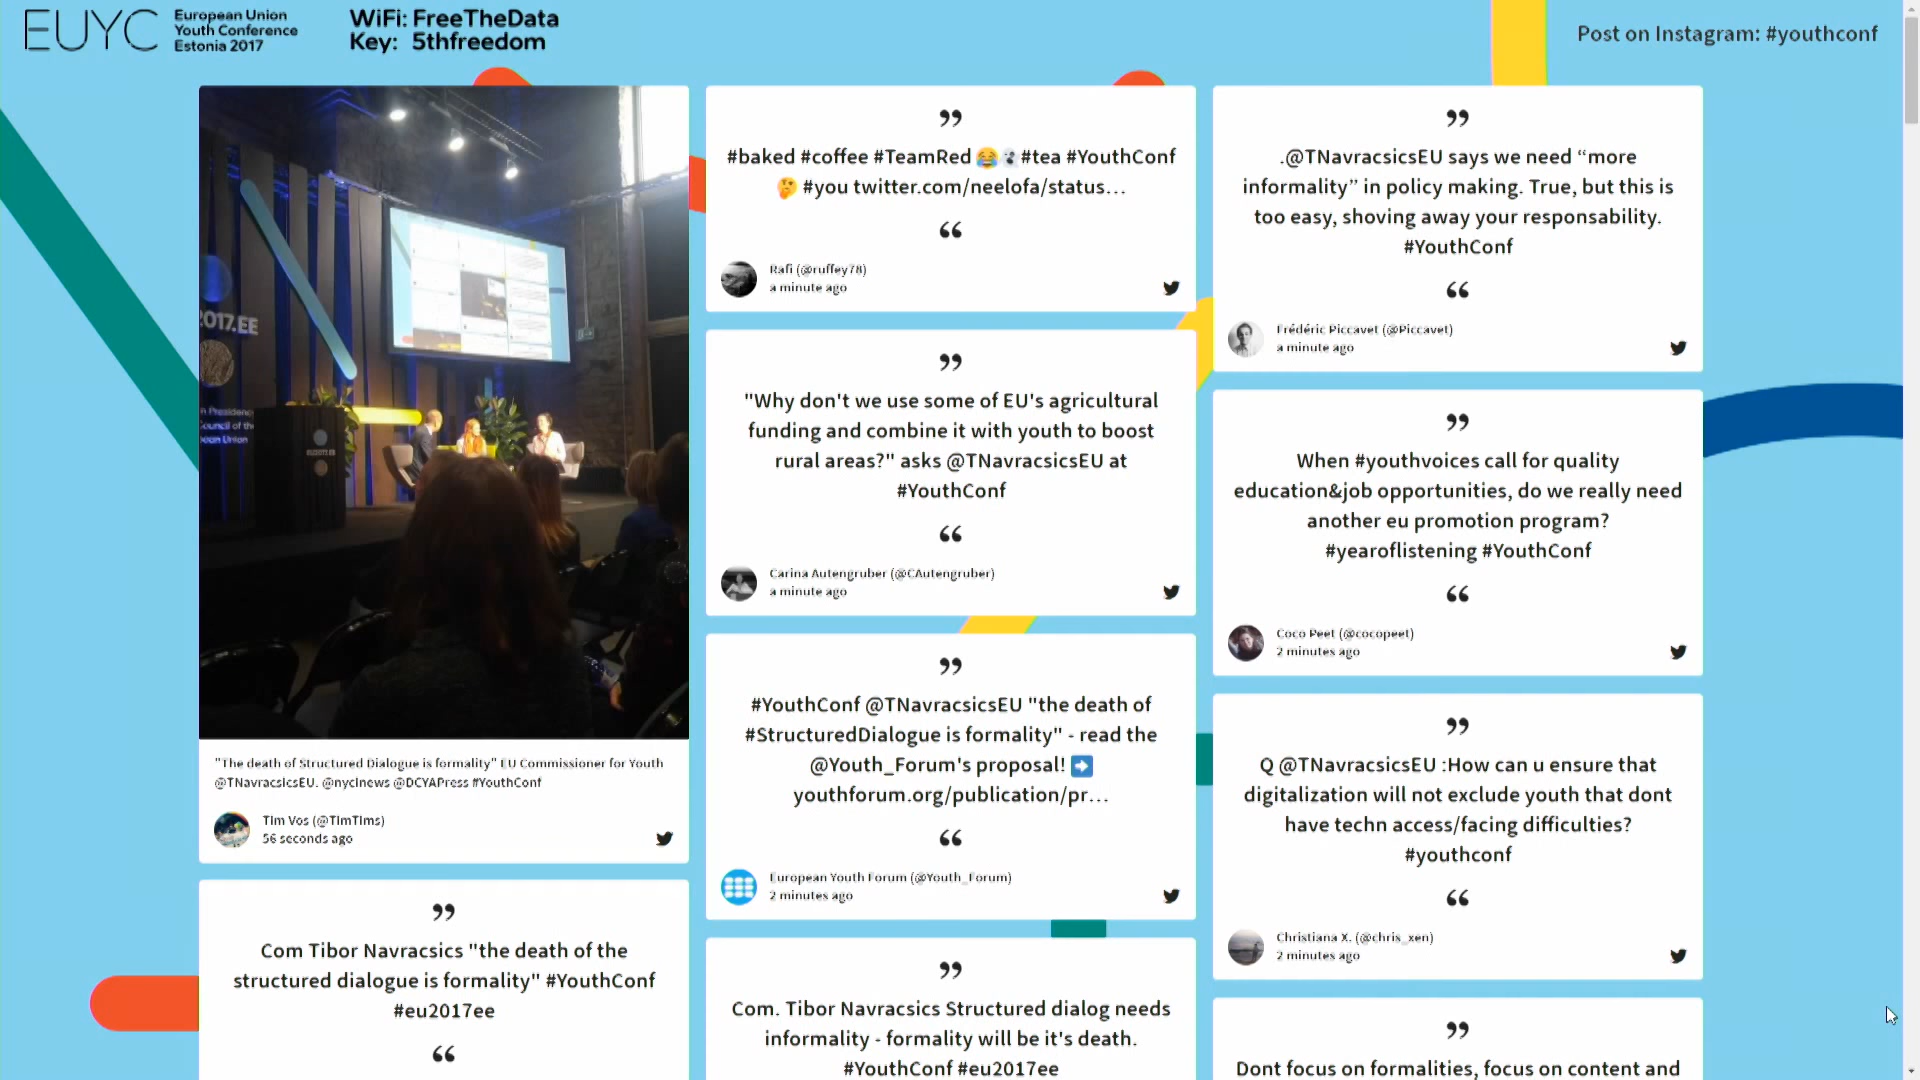 EUYC
European Union
Youth Conference
Estonia 2017
WiFi: FreeTheData
Key: 5thfreedom
Post on Instagram: #youthconf
2017.EE
"The death of Structured Dialogue is formality" EU Commissioner for Youth
@TNavracsicsEU. @nycinews @DCYAPress #YouthConf
Tim Vos (@TimTims)
56 seconds ago
”
Com Tibor Navracsics "the death of the
structured dialogue is formality" #YouthConf
#eu2017ee
“
”
#baked #coffee #TeamRed 😂 #tea #YouthConf
🤔 #you twitter.com/neelofa/status…
“
Rafi (@ruffey78)
a minute ago
”
"Why don't we use some of EU's agricultural
funding and combine it with youth to boost
rural areas?" asks @TNavracsicsEU at
#YouthConf
“
Carina Autengruber (@CAutengruber)
a minute ago
”
#YouthConf @TNavracsicsEU "the death of
#StructuredDialogue is formality" - read the
@Youth_Forum's proposal! ➡
youthforum.org/publication/pr…
“
European Youth Forum (@Youth_Forum)
2 minutes ago
”
Com. Tibor Navracsics Structured dialog needs
informality - formality will be it's death.
#YouthConf #eu2017ee
”
.@TNavracsicsEU says we need “more
informality” in policy making. True, but this is
too easy, shoving away your responsability.
#YouthConf
“
Frédéric Piccavet (@Piccavet)
a minute ago
”
When #youthvoices call for quality
education&job opportunities, do we really need
another eu promotion program?
#yearoflistening #YouthConf
“
Coco Peet (@cocopeet)
2 minutes ago
”
Q @TNavracsicsEU :How can u ensure that
digitalization will not exclude youth that dont
have techn access/facing difficulties?
#youthconf
“
Christiana X. (@chris_xen)
2 minutes ago
”
Dont focus on formalities, focus on content and